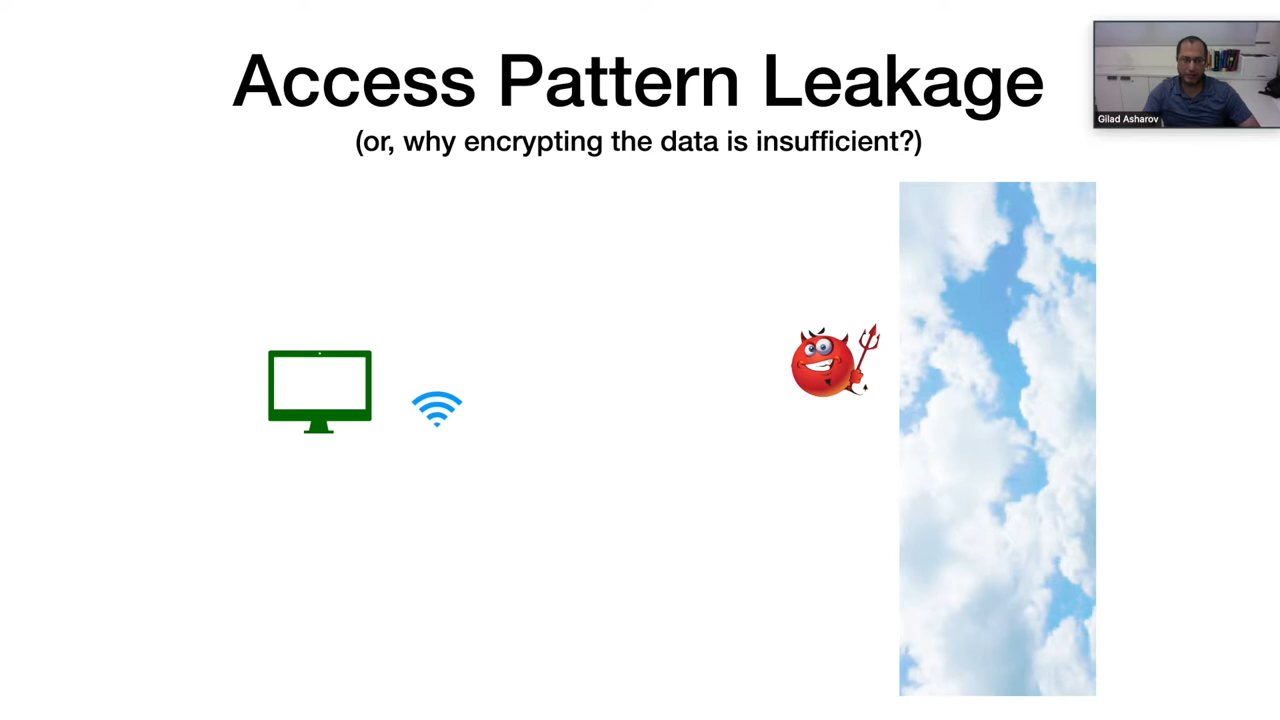 Access Pattern Leakage
(or, why encrypting the data is insufficient?)
Gilad Asharov